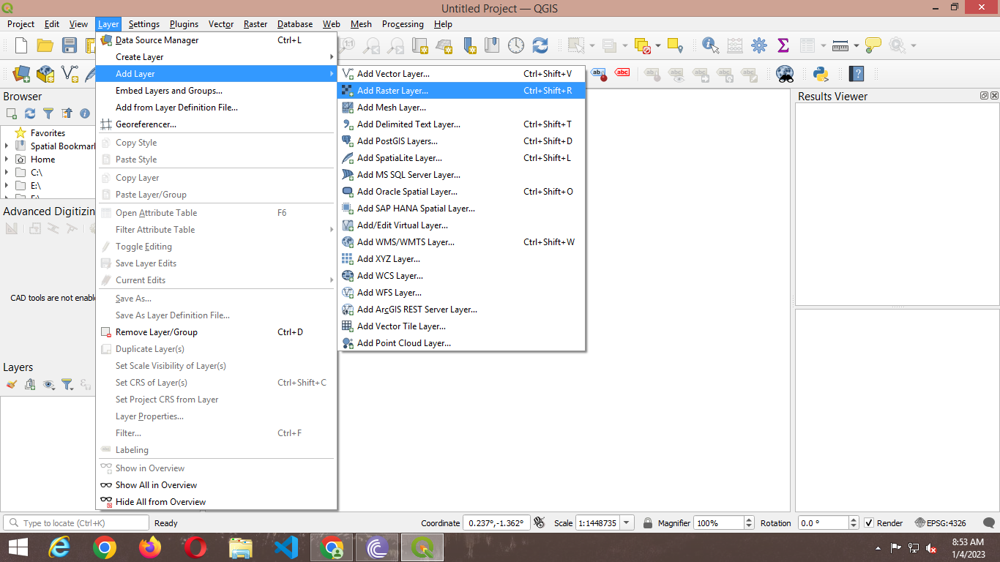 Untitled Project — QGIS
Project Edit View Layer Settings Plugins Vector Raster Database Web Mesh Processing Help
Data Source Manager Ctrl+L
Create Layer
Add Layer
Embed Layers and Groups...
Add from Layer Definition File...
Georeferencer...
Copy Style
Paste Style
Copy Layer
Paste Layer/Group
Open Attribute Table F6
Filter Attribute Table
Toggle Editing
Save Layer Edits
Current Edits
Save As...
Save As Layer Definition File...
Remove Layer/Group Ctrl+D
Duplicate Layer(s)
Set Scale Visibility of Layer(s)
Set CRS of Layer(s) Ctrl+Shift+C
Set Project CRS from Layer
Layer Properties...
Filter... Ctrl+F
Labeling
Show in Overview
Show All in Overview
Hide All from Overview
Add Vector Layer... Ctrl+Shift+V
Add Raster Layer... Ctrl+Shift+R
Add Mesh Layer...
Add Delimited Text Layer... Ctrl+Shift+T
Add PostGIS Layers... Ctrl+Shift+D
Add SpatiaLite Layer... Ctrl+Shift+L
Add MS SQL Server Layer...
Add Oracle Spatial Layer... Ctrl+Shift+O
Add SAP HANA Spatial Layer...
Add/Edit Virtual Layer...
Add WMS/WMTS Layer... Ctrl+Shift+W
Add XYZ Layer...
Add WCS Layer...
Add WFS Layer...
Add ArcGIS REST Server Layer...
Add Vector Tile Layer...
Add Point Cloud Layer...
abc abc
Browser
Favorites
Spatial Bookmar
Home
C:\
E:\
Advanced Digitizin
CAD tools are not enable
Layers
Results Viewer
Type to locate (Ctrl+K) Ready Coordinate 0.237°,-1.362° Scale 1:1448735 Magnifier 100% Rotation 0.0 ° Render EPSG:4326
8:53 AM
1/4/2023